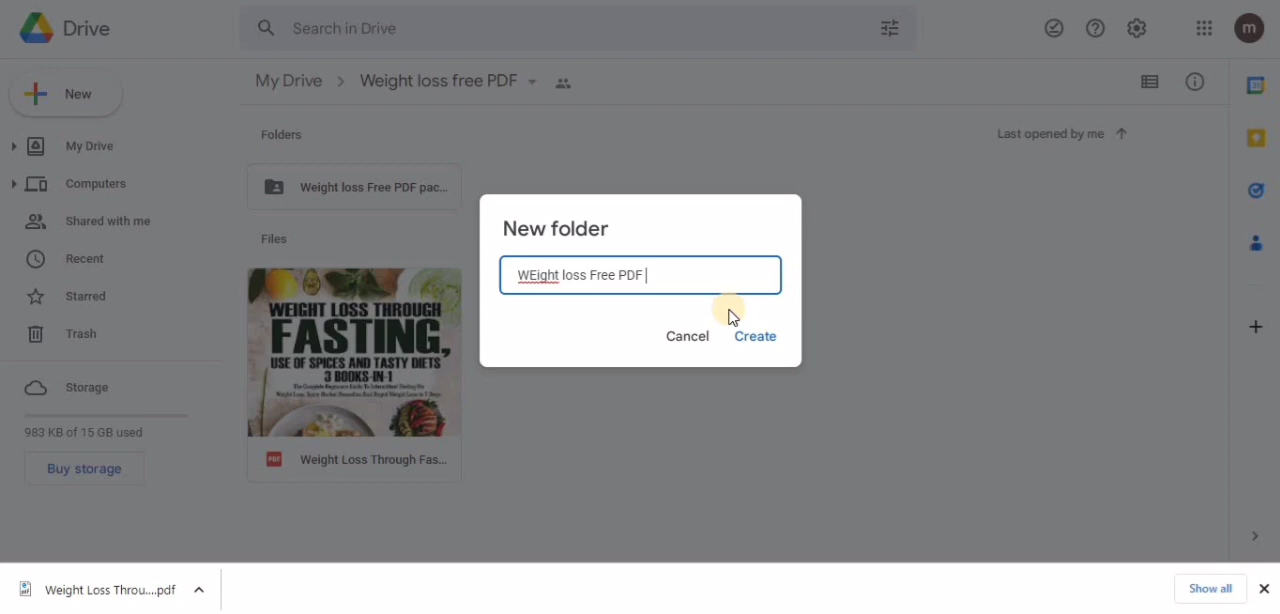 Drive
Search in Drive
m
New
My Drive > Weight loss free PDF
My Drive
Computers
Shared with me
Recent
Starred
Trash
Storage
983 KB of 15 GB used
Buy storage
Folders
Last opened by me
Weight loss Free PDF pac...
Files
WEIGHT LOSS THROUGH
FASTING,
USE OF SPICES AND TASTY DIETS
3 BOOKS-IN-1
PDF
Weight Loss Through Fas...
New folder
WEight loss Free PDF
Cancel
Create
Weight Loss Throu....pdf
Show all